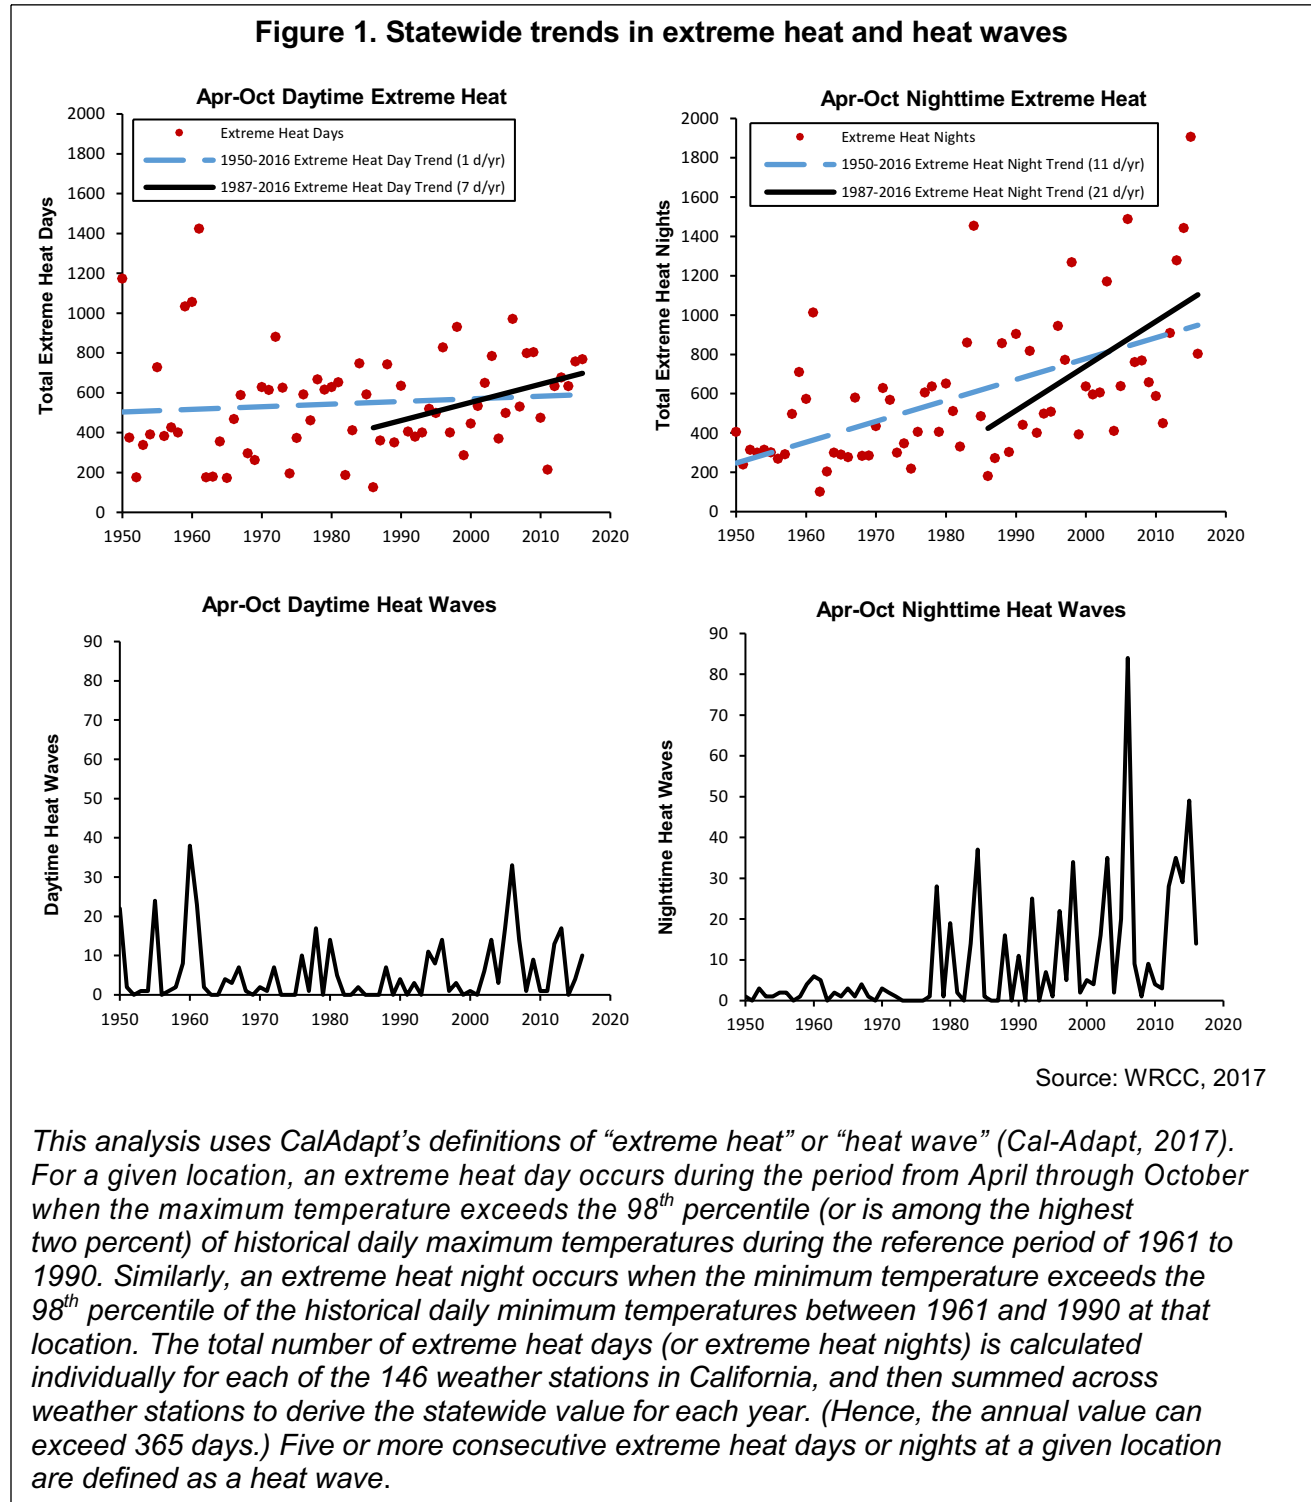 Figure 1. Statewide trends in extreme heat and heat waves
Apr-Oct Daytime Extreme Heat
2000
1800
1600
1400
1200
1000
800
600
400
200
0
Total Extreme Heat Days
Extreme Heat Days
1950-2016 Extreme Heat Day Trend (1 d/yr)
1987-2016 Extreme Heat Day Trend (7 d/yr)
1950 1960 1970 1980 1990 2000 2010 2020
Apr-Oct Nighttime Extreme Heat
2000
1800
1600
1400
1200
1000
800
600
400
200
0
Total Extreme Heat Nights
Extreme Heat Nights
1950-2016 Extreme Heat Night Trend (11 d/yr)
1987-2016 Extreme Heat Night Trend (21 d/yr)
1950 1960 1970 1980 1990 2000 2010 2020
Apr-Oct Daytime Heat Waves
90
80
70
60
50
40
30
20
10
0
Daytime Heat Waves
1950 1960 1970 1980 1990 2000 2010 2020
Apr-Oct Nighttime Heat Waves
90
80
70
60
50
40
30
20
10
0
Nighttime Heat Waves
1950 1960 1970 1980 1990 2000 2010 2020
Source: WRCC, 2017
This analysis uses CalAdapt’s definitions of “extreme heat” or “heat wave” (Cal-Adapt, 2017).
For a given location, an extreme heat day occurs during the period from April through October
when the maximum temperature exceeds the 98th percentile (or is among the highest
two percent) of historical daily maximum temperatures during the reference period of 1961 to
1990. Similarly, an extreme heat night occurs when the minimum temperature exceeds the
98th percentile of the historical daily minimum temperatures between 1961 and 1990 at that
location. The total number of extreme heat days (or extreme heat nights) is calculated
individually for each of the 146 weather stations in California, and then summed across
weather stations to derive the statewide value for each year. (Hence, the annual value can
exceed 365 days.) Five or more consecutive extreme heat days or nights at a given location
are defined as a heat wave.